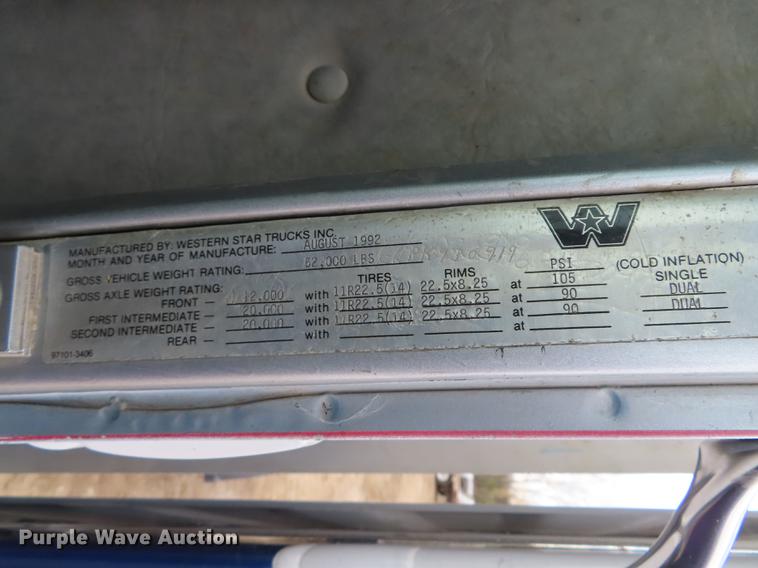 MANUFACTURED BY: WESTERN STAR TRUCKS INC.
MONTH AND YEAR OF MANUFACTURE: AUGUST 1992
GROSS VEHICLE WEIGHT RATING: 52,000 LBS
GROSS AXLE WEIGHT RATING: TIRES RIMS PSI (COLD INFLATION)
FRONT – 12,000 with 11R22.5(14) 22.5x8.25 at 105 SINGLE
FIRST INTERMEDIATE – 20,000 with 11R22.5(14) 22.5x8.25 at 90 DUAL
SECOND INTERMEDIATE – 20,000 with 11R22.5(14) 22.5x8.25 at 90 DUAL
REAR – with at
97101-3406
W
Purple Wave Auction